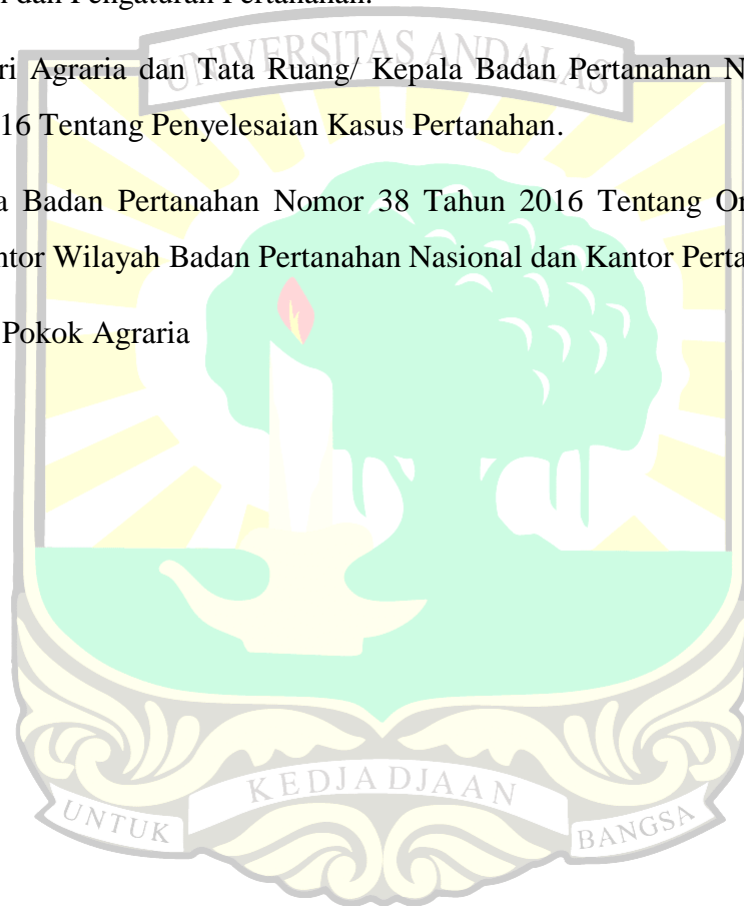 i dan Pengaturan Pertanahan.
UNIVERSITAS ANDALAS
ri Agraria dan Tata Ruang/ Kepala Badan Pertanahan N
16 Tentang Penyelesaian Kasus Pertanahan.
a Badan Pertanahan Nomor 38 Tahun 2016 Tentang Or
ntor Wilayah Badan Pertanahan Nasional dan Kantor Perta
Pokok Agraria
UNTUK KEDJADJAAN BANGSA